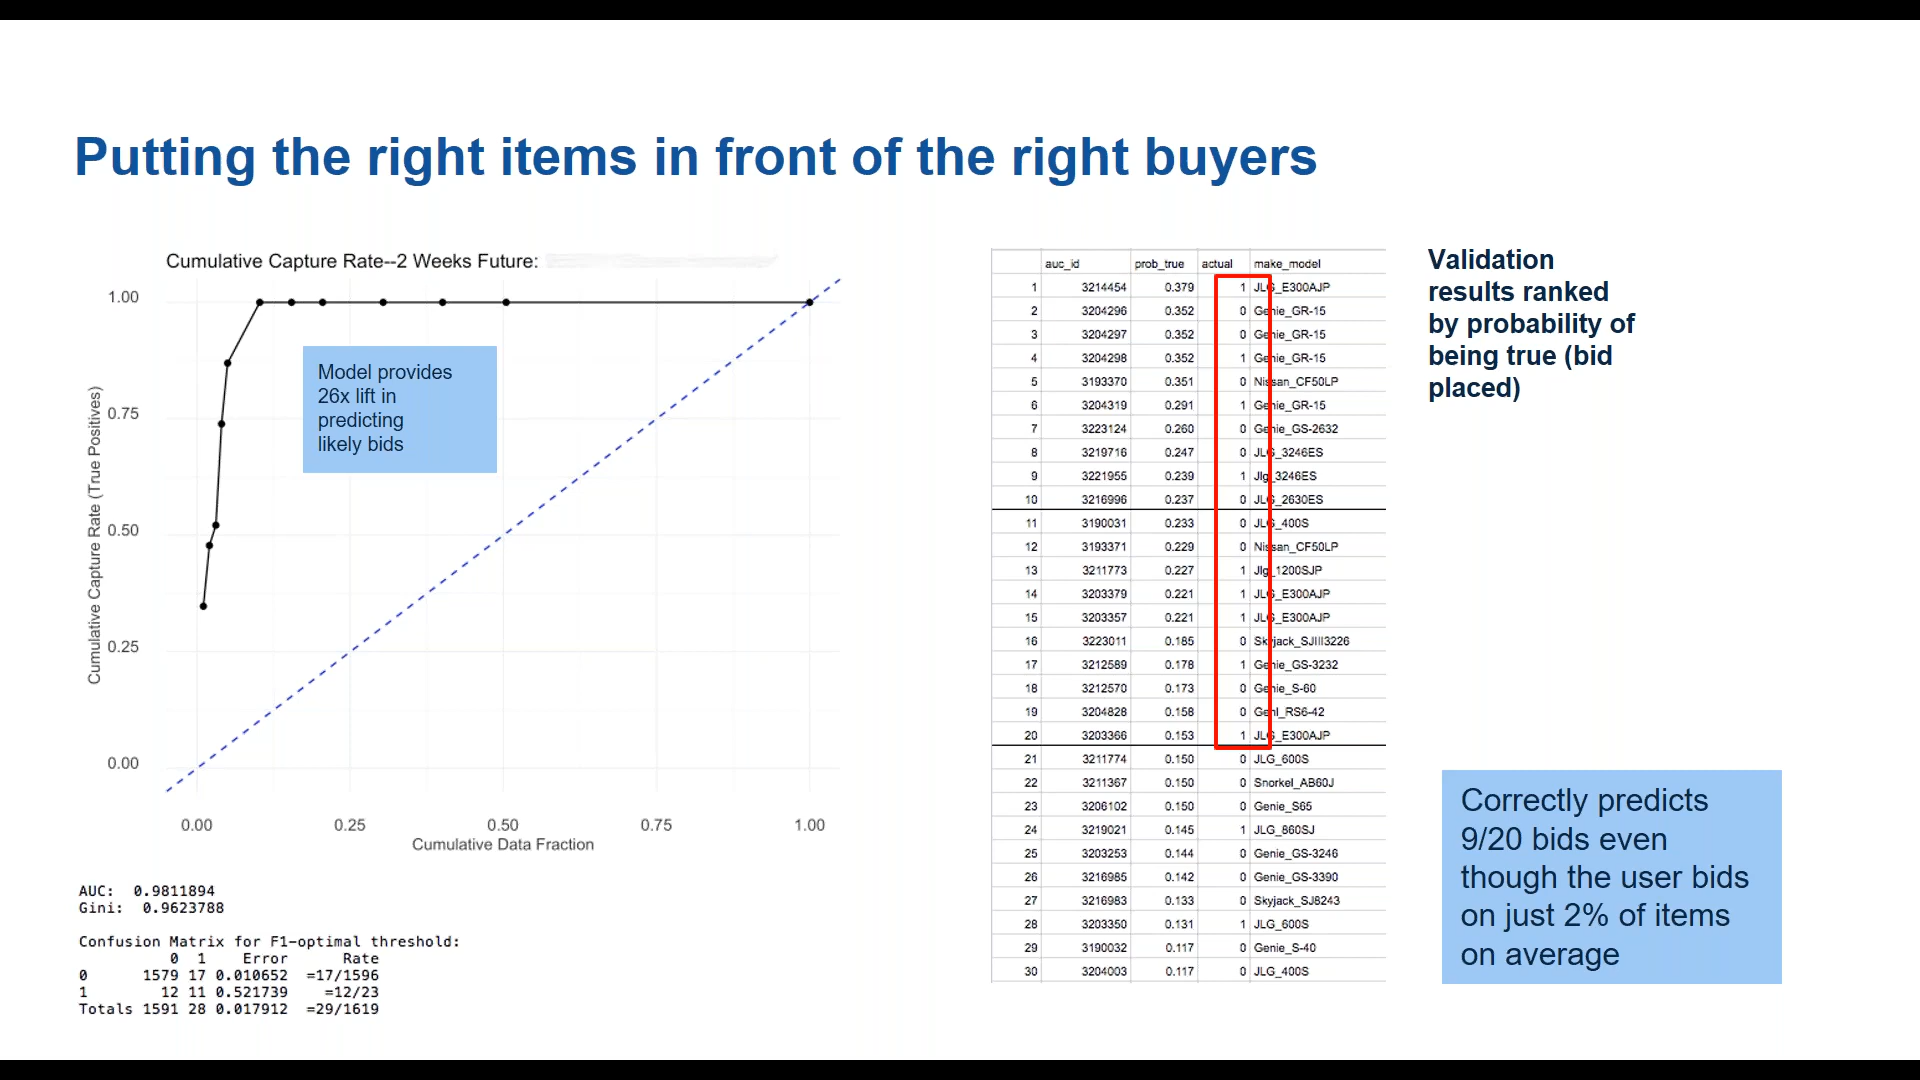 Putting the right items in front of the right buyers
Cumulative Capture Rate--2 Weeks Future:
Cumulative Capture Rate (True Positives)
1.00
0.75
0.50
0.25
0.00
Model provides
26x lift in
predicting
likely bids
0.00 0.25 0.50 0.75 1.00
Cumulative Data Fraction
AUC: 0.9811894
Gini: 0.9623788
Confusion Matrix for F1-optimal threshold:
0 1 Error Rate
0 1579 17 0.010652 =17/1596
1 12 11 0.521739 =12/23
Totals 1591 28 0.017912 =29/1619
auc_id prob_true actual make_model
1 3214454 0.379 1 JLG_E300AJP
2 3204296 0.352 0 Genie_GR-15
3 3204297 0.352 0 Genie_GR-15
4 3204298 0.352 1 Genie_GR-15
5 3193370 0.351 0 Nissan_CF50LP
6 3204319 0.291 1 Genie_GR-15
7 3223124 0.260 0 Genie_GS-2632
8 3219716 0.247 0 JLG_3246ES
9 3221955 0.239 1 Jlg_3246ES
10 3216996 0.237 0 JLG_2630ES
11 3190031 0.233 0 JLG_400S
12 3193371 0.229 0 Nissan_CF50LP
13 3211773 0.227 1 Jlg_1200SJP
14 3203379 0.221 1 JLG_E300AJP
15 3203357 0.221 1 JLG_E300AJP
16 3223011 0.185 0 Skyjack_SJIII3226
17 3212589 0.178 1 Genie_GS-3232
18 3212570 0.173 0 Genie_S-60
19 3204828 0.158 0 GenI_RS6-42
20 3203366 0.153 1 JLG_E300AJP
21 3211774 0.150 0 JLG_600S
22 3211367 0.150 0 Snorkel_AB60J
23 3206102 0.150 0 Genie_S65
24 3219021 0.145 1 JLG_860SJ
25 3203253 0.144 0 Genie_GS-3246
26 3216985 0.142 0 Genie_GS-3390
27 3216983 0.133 0 Skyjack_SJ8243
28 3203350 0.131 1 JLG_600S
29 3190032 0.117 0 Genie_S-40
30 3204003 0.117 0 JLG_400S
Validation
results ranked
by probability of
being true (bid
placed)
Correctly predicts
9/20 bids even
though the user bids
on just 2% of items
on average